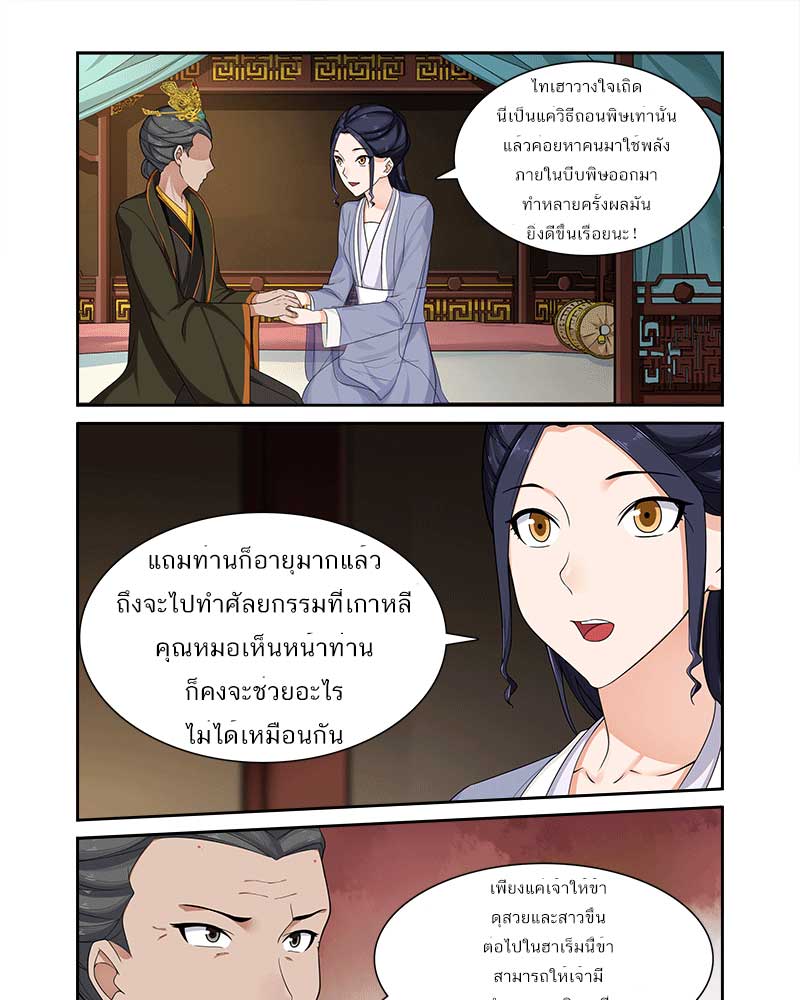 ไทเฮาวางใจเถิด
นี่เป็นแค่วิธีถอนพิษเท่านั้น
แล้วค่อยหาคนมาใช้พลัง
ภายในบีบพิษออกมา
ทำหลายครั้งผลมัน
ยิ่งดีขึ้นเรื่อยนะ!
แถมท่านก็อายุมากแล้ว
ถึงจะไปทำศัลยกรรมที่เกาหลี
คุณหมอเห็นหน้าท่าน
ก็คงจะช่วยอะไร
ไม่ได้เหมือนกัน
เพียงแค่เจ้าให้ข้า
ดูสวยและสาวขึ้น
ต่อไปในฮาเร็มนี้ข้า
สามารถให้เจ้ามี